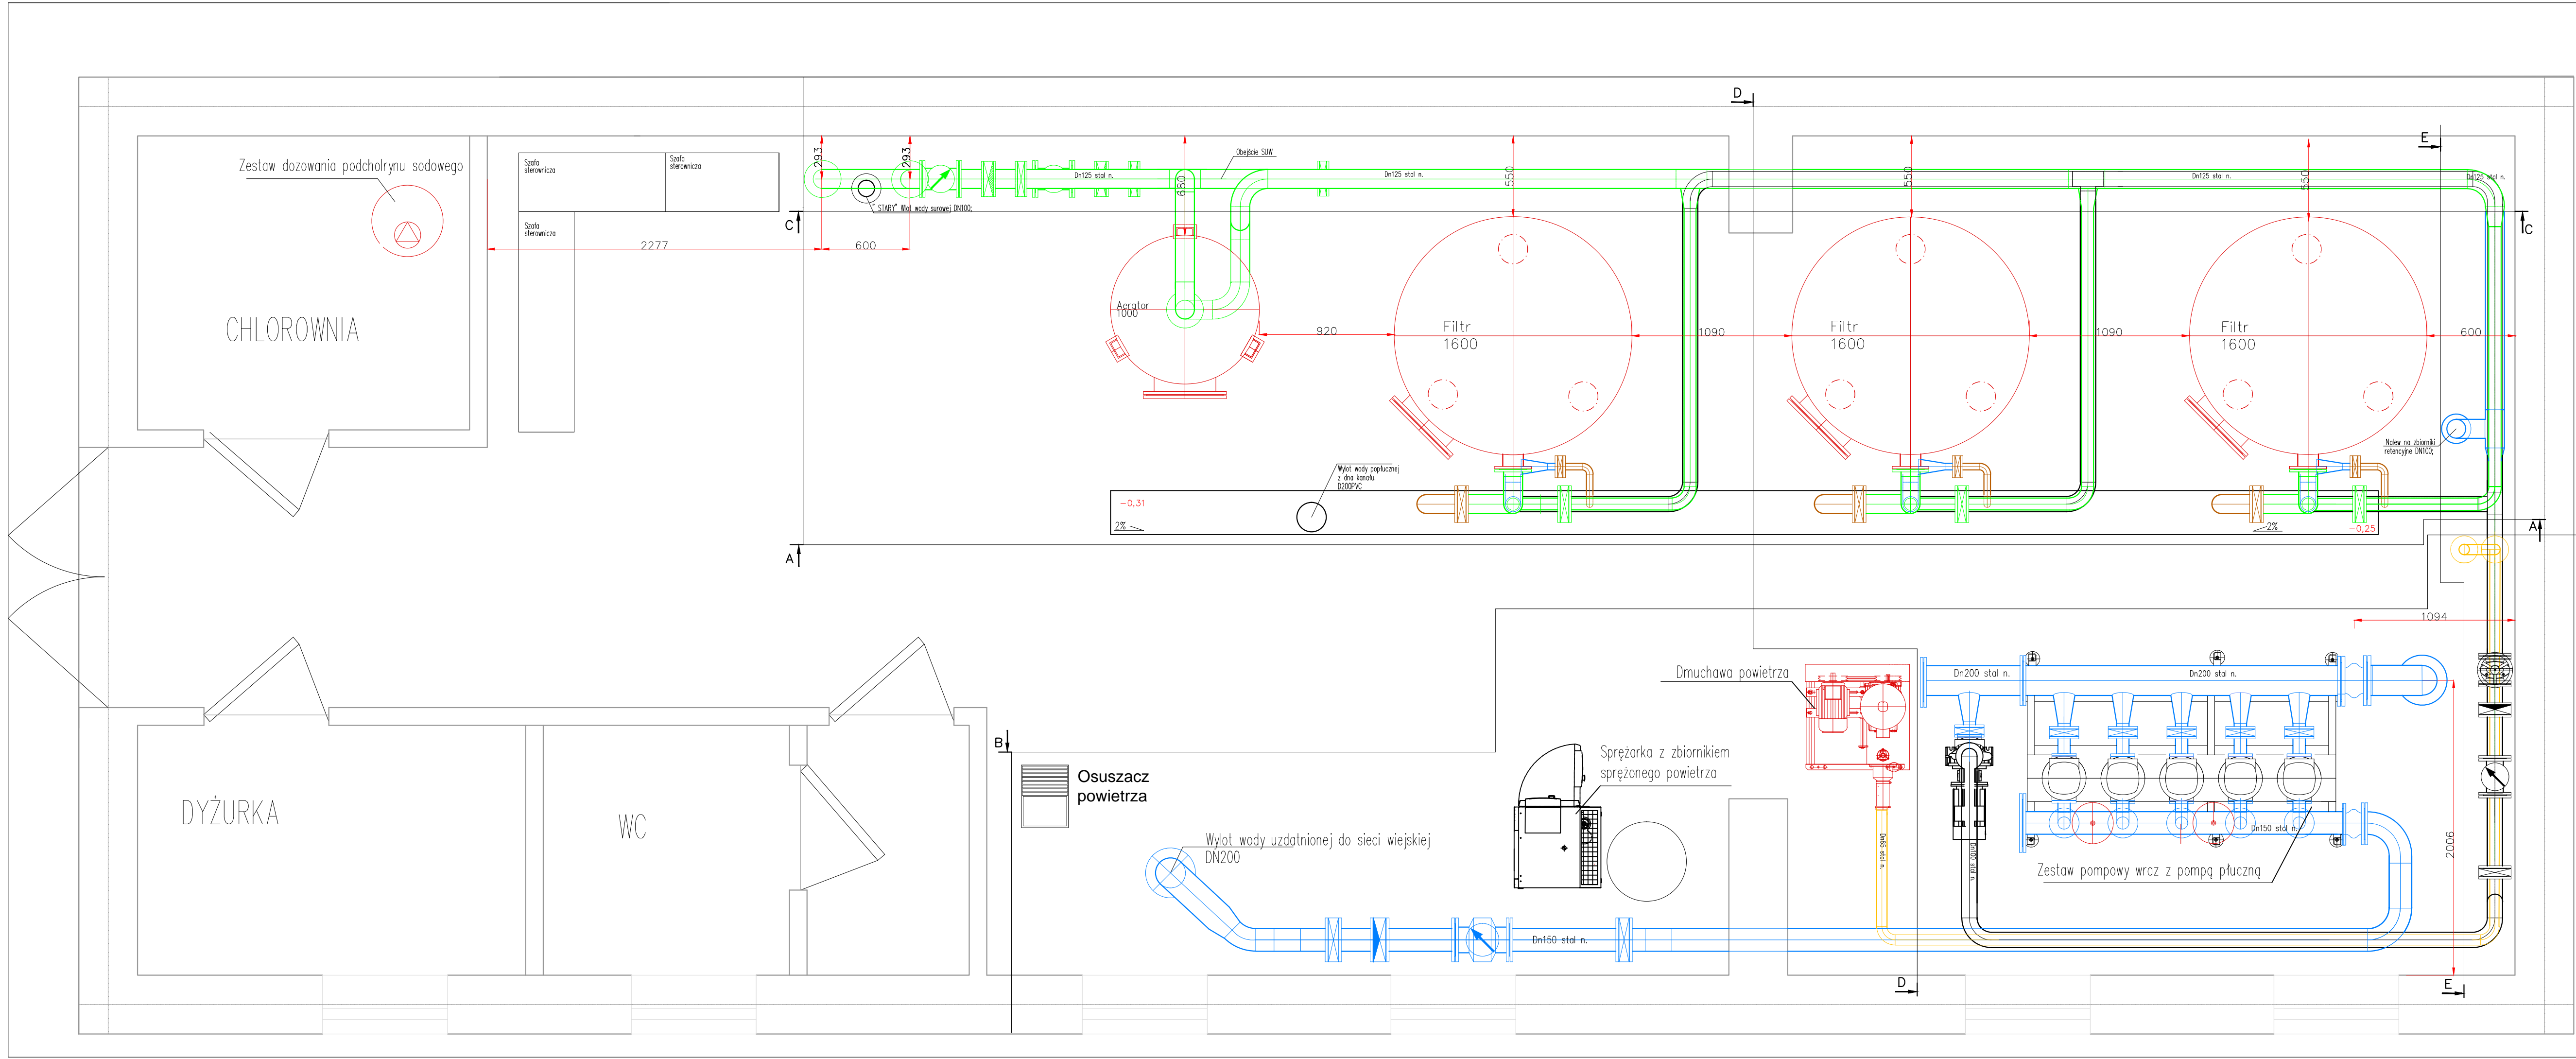 D
E
Zestaw dozowania podcholrynu sodowego
Szafa
sterownicza
Szafa
sterownicza
Szafa
sterownicza
293
293
Dn125 stal n.
680
Obejście SUW
Dn125 stal n.
550
550
Dn125 stal n.
550
Dn125 stal n.
"STARY" Wlot wody surowej DN100;
C
C
2277
600
CHLOROWNIA
Aerator
1000
920
Filtr
1600
1090
Filtr
1600
1090
Filtr
1600
600
Nalew na zbiorniki
retencyjne DN100;
Wylot wody popłucznej
z dna kanału.
D200PVC
-0,31
2%
2%
-0,25
A
A
1094
Dmuchawa powietrza
Dn200 stal n.
Dn200 stal n.
B
Osuszacz
powietrza
Sprężarka z zbiornikiem
sprężonego powietrza
DYŻURKA
WC
Wylot wody uzdatnionej do sieci wiejskiej
DN200
Dn65 stal n.
Dn100 stal n.
Dn150 stal n.
2006
Zestaw pompowy wraz z pompą płuczną
Dn150 stal n.
D
E